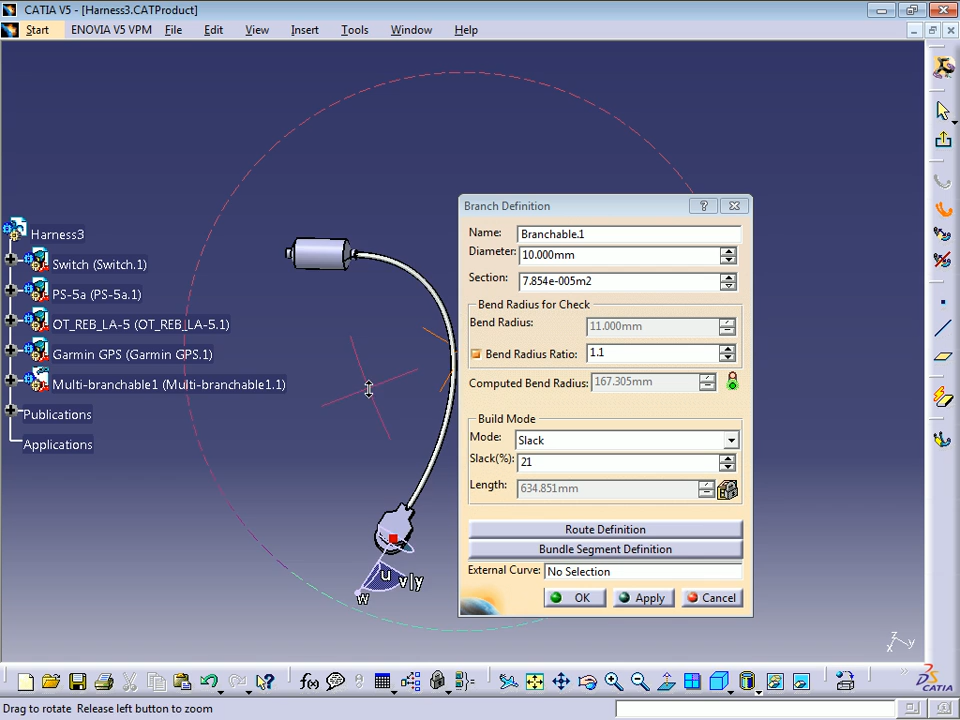 CATIA V5 - [Harness3.CATProduct]
Start ENOVIA V5 VPM File Edit View Insert Tools Window Help
Harness3
Switch (Switch.1)
PS-5a (PS-5a.1)
OT_REB_LA-5 (OT_REB_LA-5.1)
Garmin GPS (Garmin GPS.1)
Multi-branchable1 (Multi-branchable1.1)
Publications
Applications
u
v|y
w
Branch Definition
Name: Branchable.1
Diameter: 10.000mm
Section: 7.854e-005m2
Bend Radius for Check
Bend Radius: 11.000mm
Bend Radius Ratio: 1.1
Computed Bend Radius: 167.305mm
Build Mode
Mode: Slack
Slack(%): 21
Length: 634.851mm
Route Definition
Bundle Segment Definition
External Curve: No Selection
OK Apply Cancel
z
x y
f(x)
DS CATIA
Drag to rotate Release left button to zoom